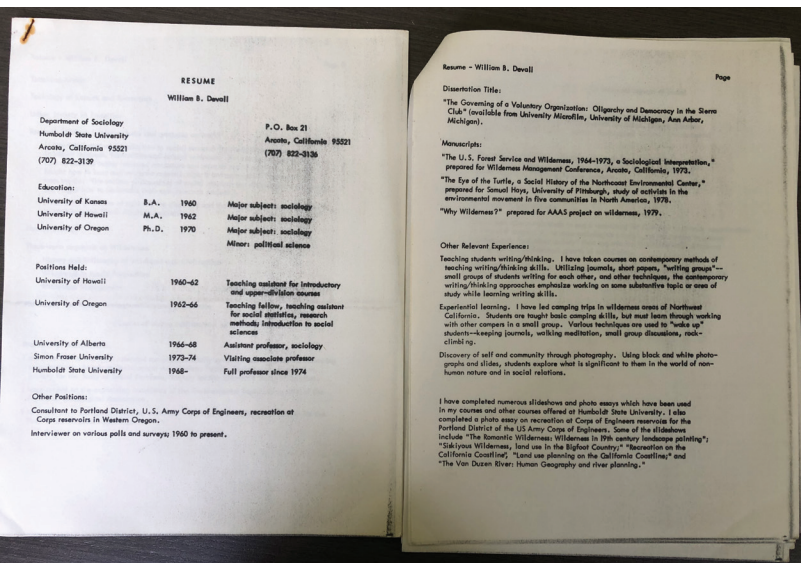 RESUME
William B. Devall
Department of Sociology
Humboldt State University
Arcata, California 95521
(707) 822-3139
P.O. Box 21
Arcata, California 95521
(707) 822-3136
Education:
University of Kansas B.A. 1960 Major subject: sociology
University of Hawaii M.A. 1962 Major subject: sociology
University of Oregon Ph.D. 1970 Major subject: sociology
Minor: political science
Positions Held:
University of Hawaii 1960-62 Teaching assistant for introductory
and upper-division courses
University of Oregon 1962-66 Teaching fellow, teaching assistant
for social statistics, research
methods; introduction to social
sciences
University of Alberta 1966-68 Assistant professor, sociology
Simon Fraser University 1973-74 Visiting associate professor
Humboldt State University 1968- Full professor since 1974
Other Positions:
Consultant to Portland District, U.S. Army Corps of Engineers, recreation at
Corps reservoirs in Western Oregon.
Interviewer on various polls and surveys; 1960 to present.
Resume - William B. Devall
Page
Dissertation Title:
"The Governing of a Voluntary Organization: Oligarchy and Democracy in the Sierra
Club" (available from University Microfilm, University of Michigan, Ann Arbor,
Michigan).
Manuscripts:
"The U.S. Forest Service and Wilderness, 1964-1973, a Sociological Interpretation,"
prepared for Wilderness Management Conference, Arcata, California, 1973.
"The Eye of the Turtle, a Social History of the Northcoast Environmental Center,"
prepared for Samuel Hays, University of Pittsburgh, study of activists in the
environmental movement in five communities in North America, 1978.
"Why Wilderness?" prepared for AAAS project on wilderness, 1979.
Other Relevant Experience:
Teaching students writing/thinking. I have taken courses on contemporary methods of
teaching writing/thinking skills. Utilizing journals, short papers, "writing groups"--
small groups of students writing for each other, and other techniques, the contemporary
writing/thinking approaches emphasize working on some substantive topic or area of
study while learning writing skills.
Experiential learning. I have led camping trips in wilderness areas of Northwest
California. Students are taught basic camping skills, but must learn through working
with other campers in a small group. Various techniques are used to "wake up"
students--keeping journals, walking meditation, small group discussions, rock-
climbing.
Discovery of self and community through photography. Using black and white photo-
graphs and slides, students explore what is significant to them in the world of non-
human nature and in social relations.
I have completed numerous slideshows and photo essays which have been used
in my courses and other courses offered at Humboldt State University. I also
completed a photo essay on recreation at Corps of Engineers reservoirs for the
Portland District of the US Army Corps of Engineers. Some of the slideshows
include "The Romantic Wilderness: Wilderness in 19th century landscape painting";
"Siskiyous Wilderness, land use in the Bigfoot Country;" "Recreation on the
California Coastline", "Land use planning on the California Coastline;" and
"The Van Duzen River: Human Geography and river planning."